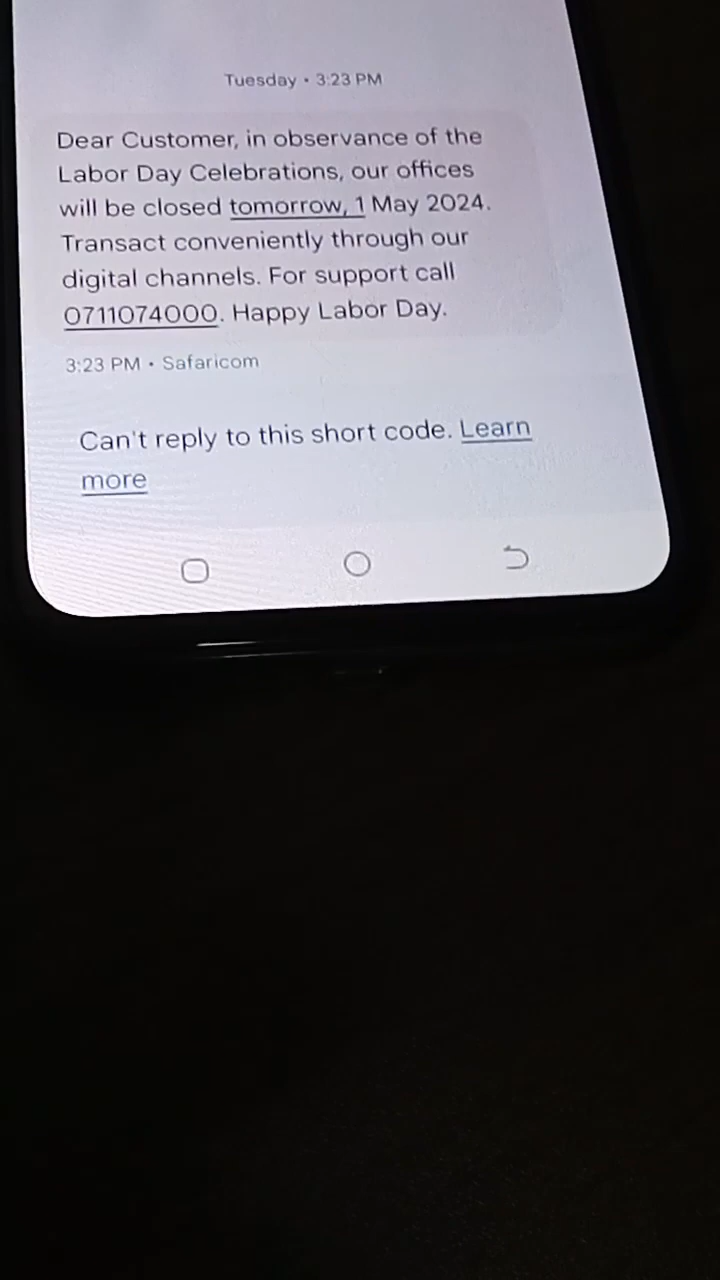 Tuesday • 3:23 PM
Dear Customer, in observance of the
Labor Day Celebrations, our offices
will be closed tomorrow, 1 May 2024.
Transact conveniently through our
digital channels. For support call
0711074000. Happy Labor Day.
3:23 PM • Safaricom
Can't reply to this short code. Learn
more